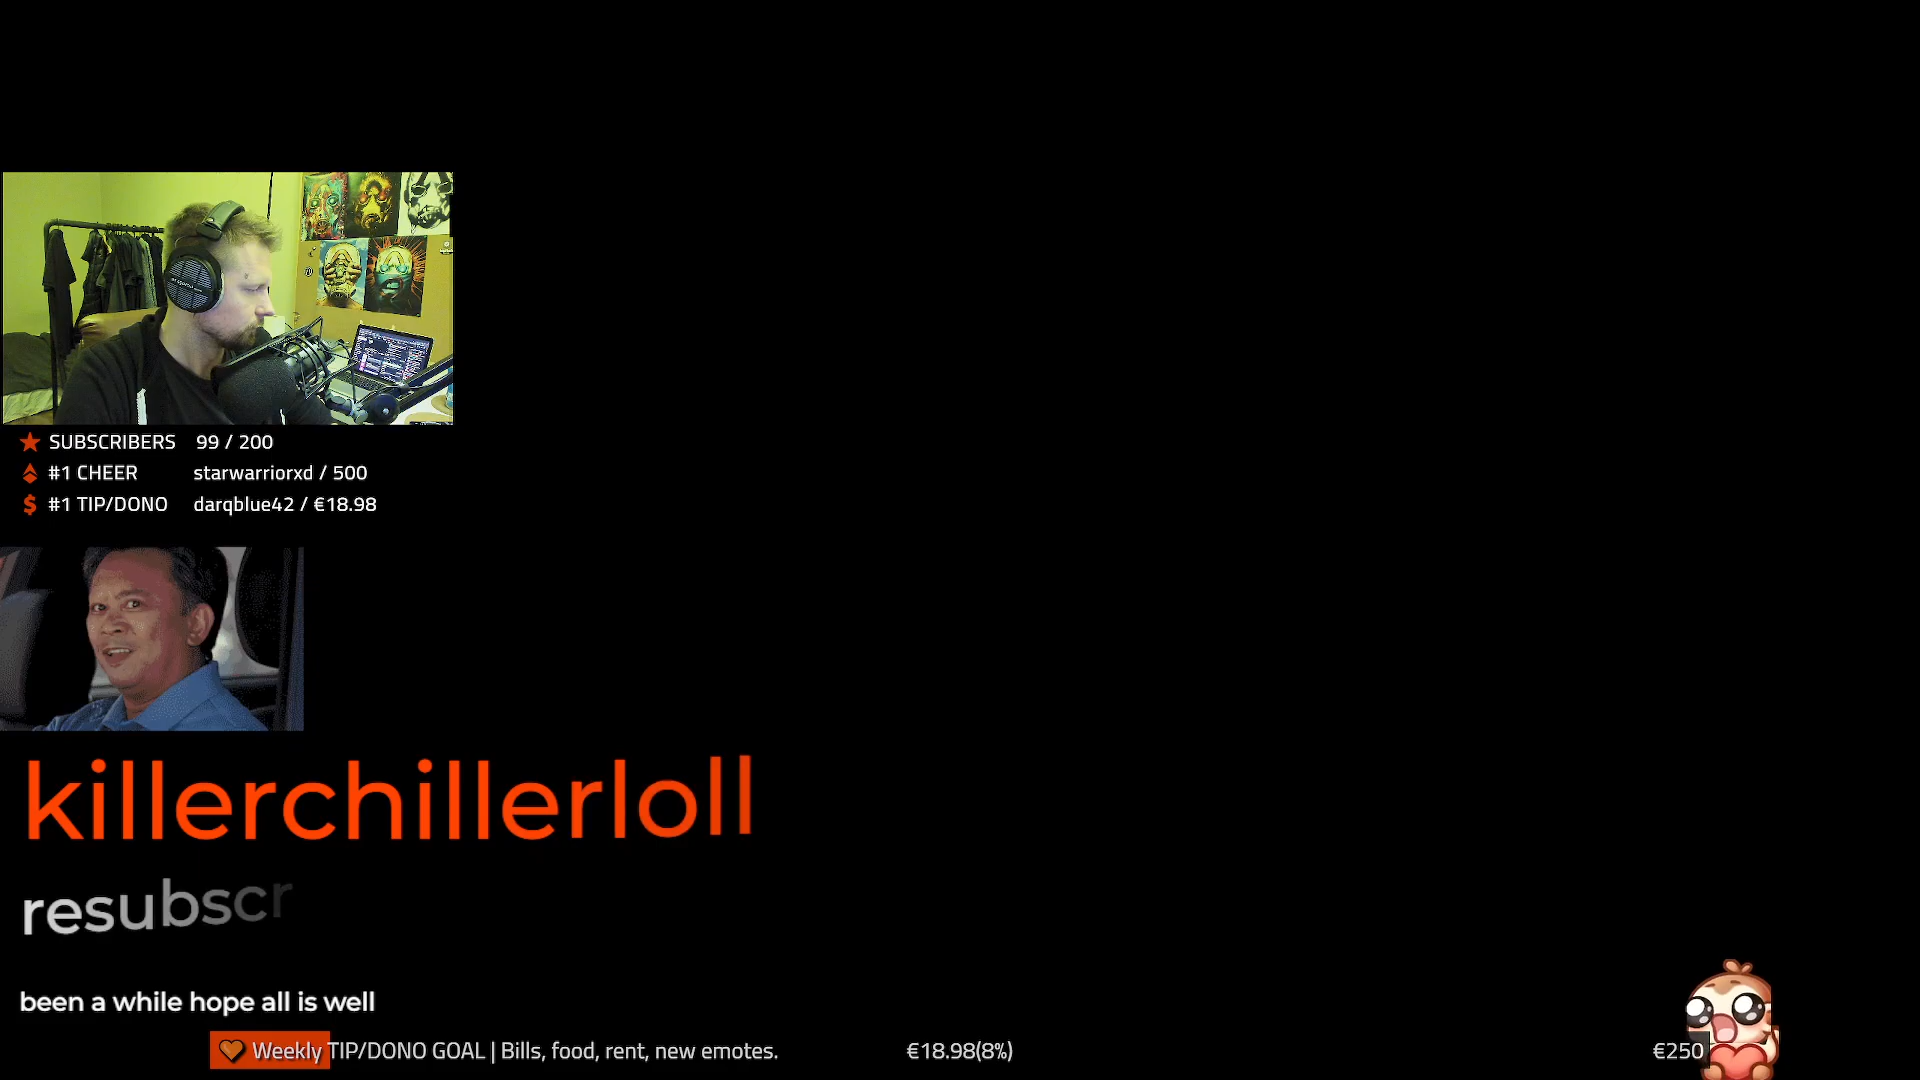 SUBSCRIBERS 99 / 200
#1 CHEER starwarriorxd / 500
#1 TIP/DONO darqblue42 / €18.98
killerchillerloll
resubscr
been a while hope all is well
Weekly TIP/DONO GOAL | Bills, food, rent, new emotes. €18.98(8%) €250